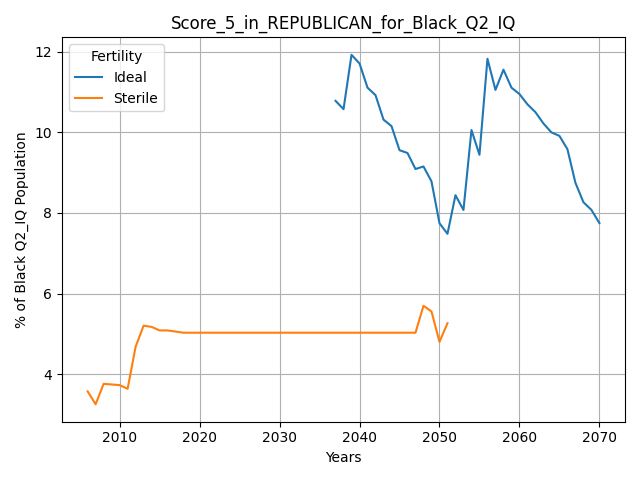 Score_5_in_REPUBLICAN_for_Black_Q2_IQ
Fertility
Ideal
Sterile
% of Black Q2_IQ Population
12
10
8
6
4
2010 2020 2030 2040 2050 2060 2070
Years